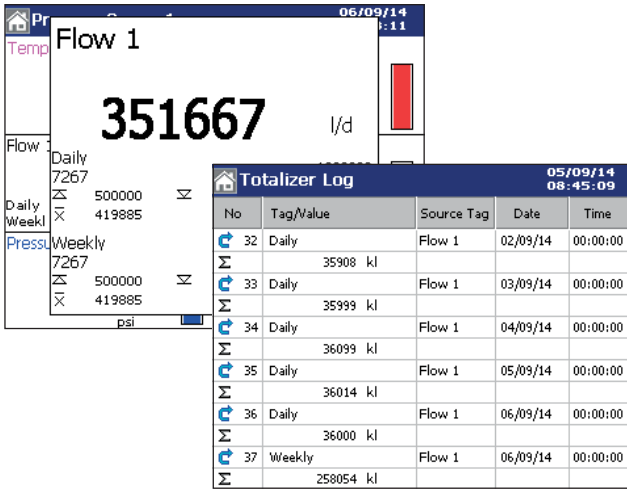 06/09/14
:11
Temp
Flow 1
351667
l/d
Flow
Daily
7267
500000
419885
Daily
Weekl
Pressu
Weekly
7267
500000
419885
psi
Totalizer Log
05/09/14
08:45:09
No Tag/Value Source Tag Date Time
32 Daily Flow 1 02/09/14 00:00:00
Σ 35908 kl
33 Daily Flow 1 03/09/14 00:00:00
Σ 35999 kl
34 Daily Flow 1 04/09/14 00:00:00
Σ 36099 kl
35 Daily Flow 1 05/09/14 00:00:00
Σ 36014 kl
36 Daily Flow 1 06/09/14 00:00:00
Σ 36000 kl
37 Weekly Flow 1 06/09/14 00:00:00
Σ 258054 kl